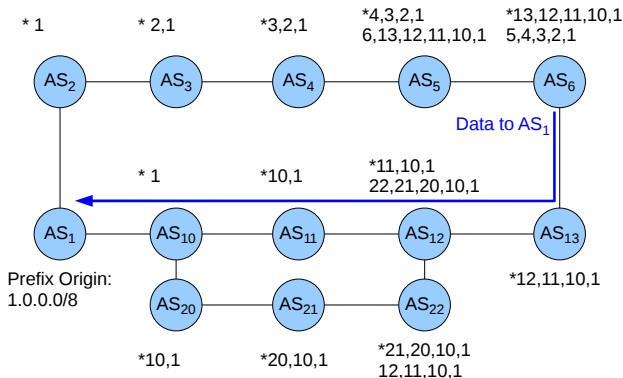 * 1
* 2,1
*3,2,1
*4,3,2,1
6,13,12,11,10,1
*13,12,11,10,1
5,4,3,2,1
AS2
AS3
AS4
AS5
AS6
Data to AS1
* 1
*10,1
*11,10,1
22,21,20,10,1
AS1
AS10
AS11
AS12
AS13
Prefix Origin:
1.0.0.0/8
*12,11,10,1
AS20
AS21
AS22
*10,1
*20,10,1
*21,20,10,1
12,11,10,1